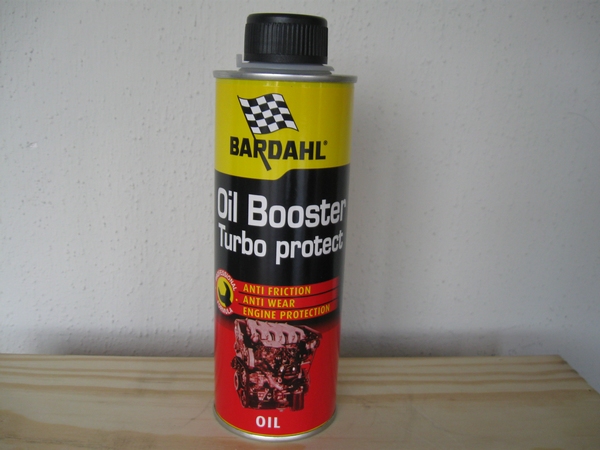 BARDAHL®
Oil Booster
Turbo protect
ANTI FRICTION
ANTI WEAR
ENGINE PROTECTION
OIL